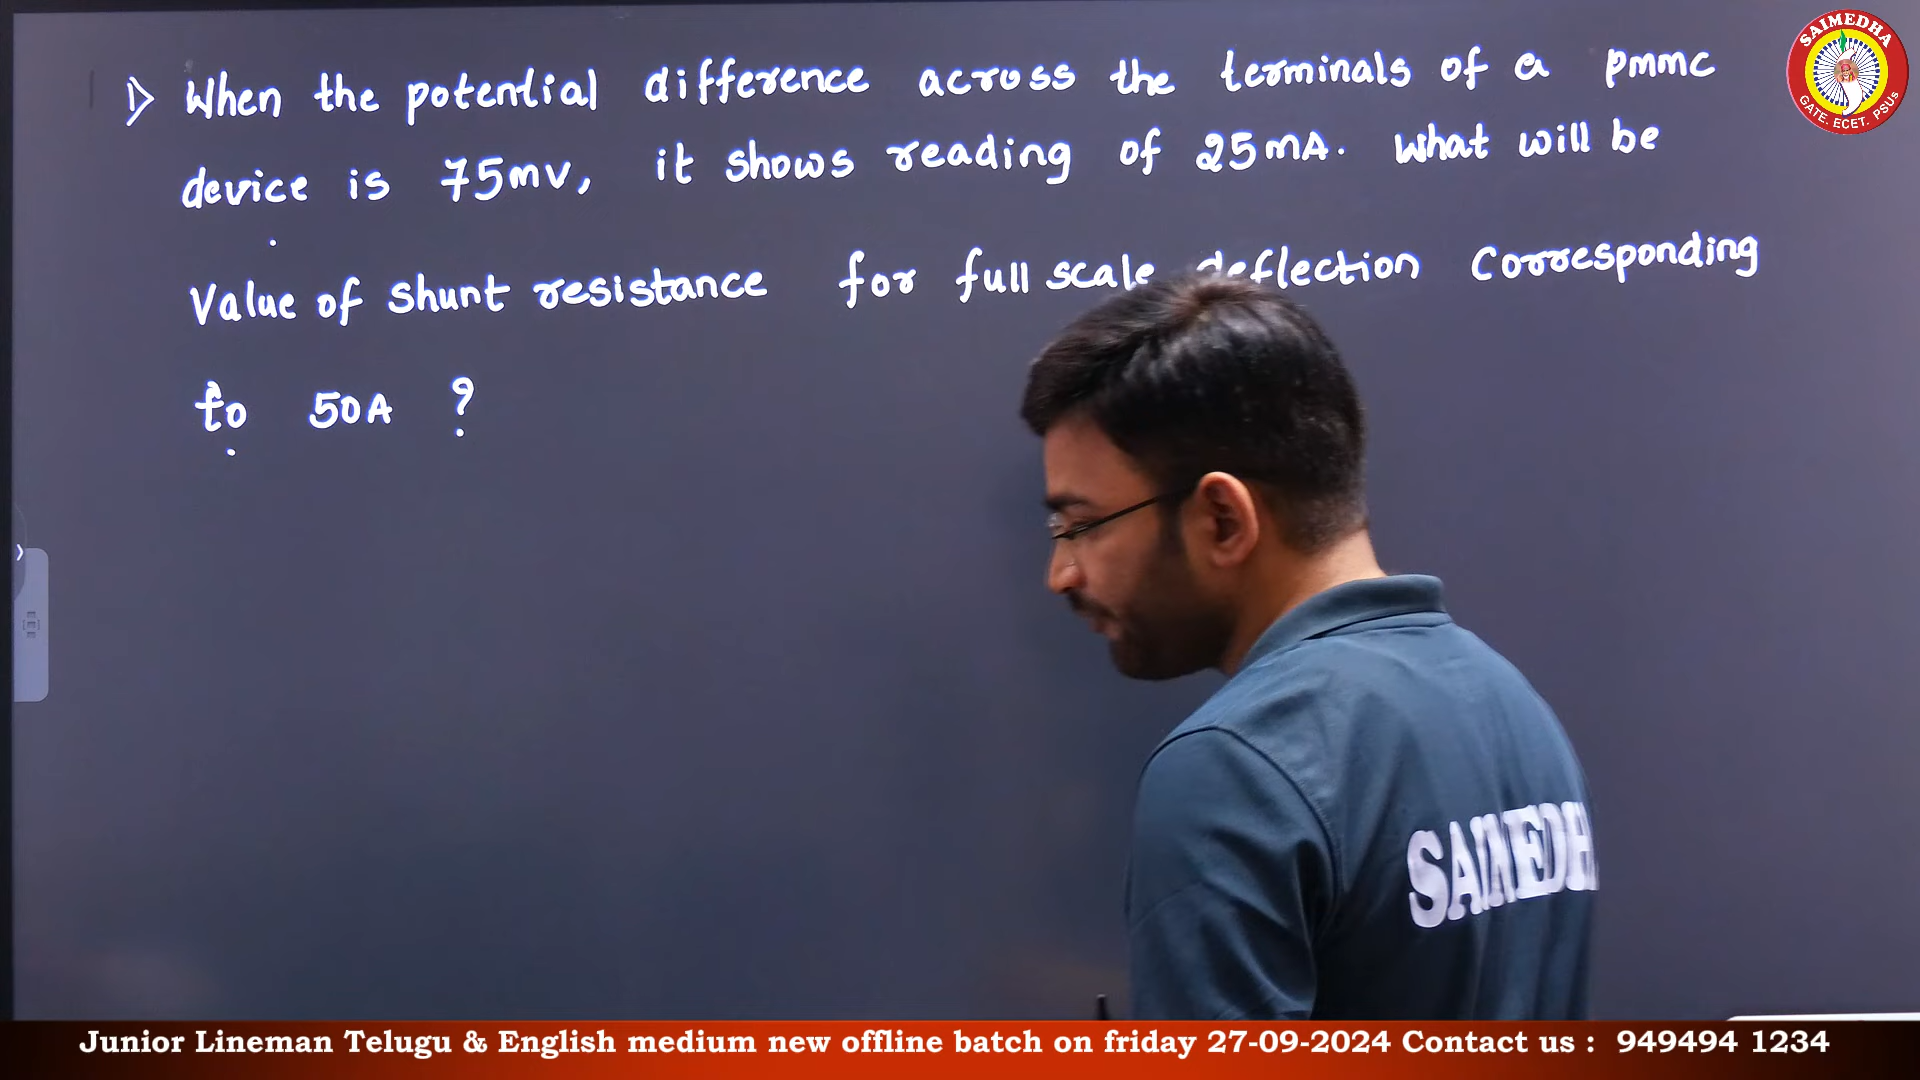 1> When the potential difference across the terminals of a PMMC
device is 75mV, it shows reading of 25mA. What will be
Value of shunt resistance for full scale deflection Corresponding
to 50A ?
SAIMEDHA
GATE. ECET. PSUs
SAIMEDHA
Junior Lineman Telugu & English medium new offline batch on friday 27-09-2024 Contact us : 949494 1234